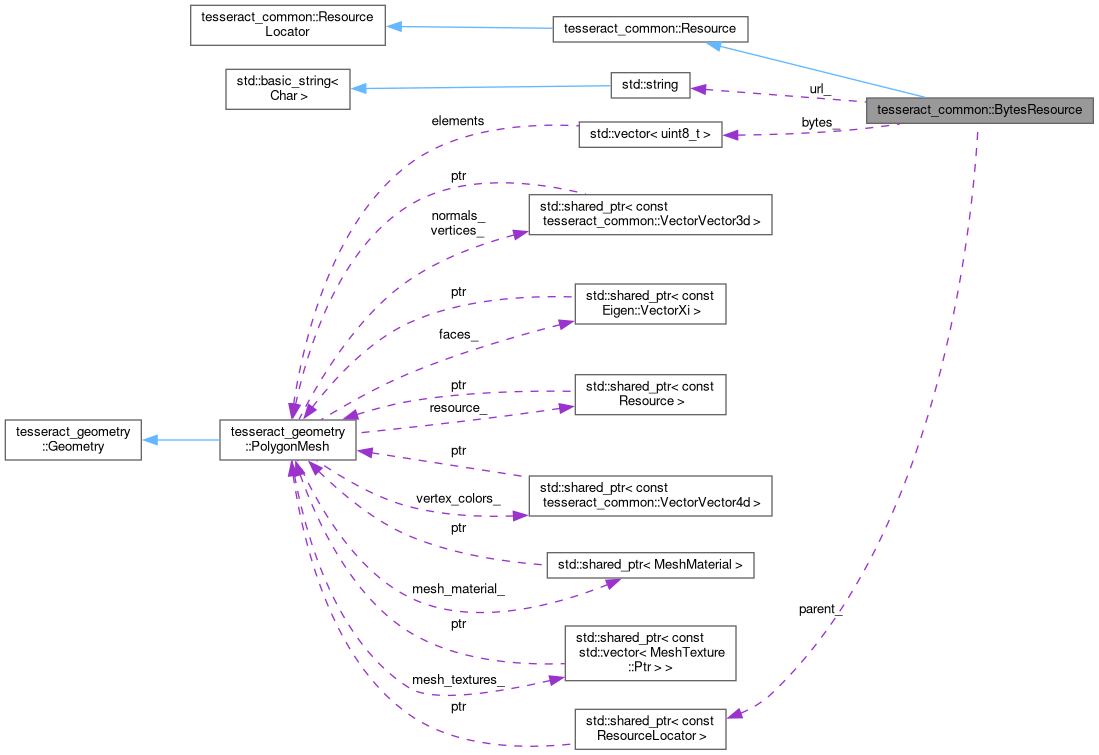 tesseract_common::Resource
Locator
tesseract_common::Resource
std::basic_string<
Char >
std::string
url_
tesseract_common::BytesResource
elements
std::vector< uint8_t >
bytes_
ptr
std::shared_ptr< const
tesseract_common::VectorVector3d >
normals_
vertices_
ptr
std::shared_ptr< const
Eigen::VectorXi >
faces_
ptr
std::shared_ptr< const
Resource >
resource_
tesseract_geometry
::Geometry
tesseract_geometry
::PolygonMesh
ptr
std::shared_ptr< const
tesseract_common::VectorVector4d >
vertex_colors_
ptr
std::shared_ptr< MeshMaterial >
mesh_material_
parent_
ptr
std::shared_ptr< const
std::vector< MeshTexture
::Ptr > >
mesh_textures_
ptr
std::shared_ptr< const
ResourceLocator >